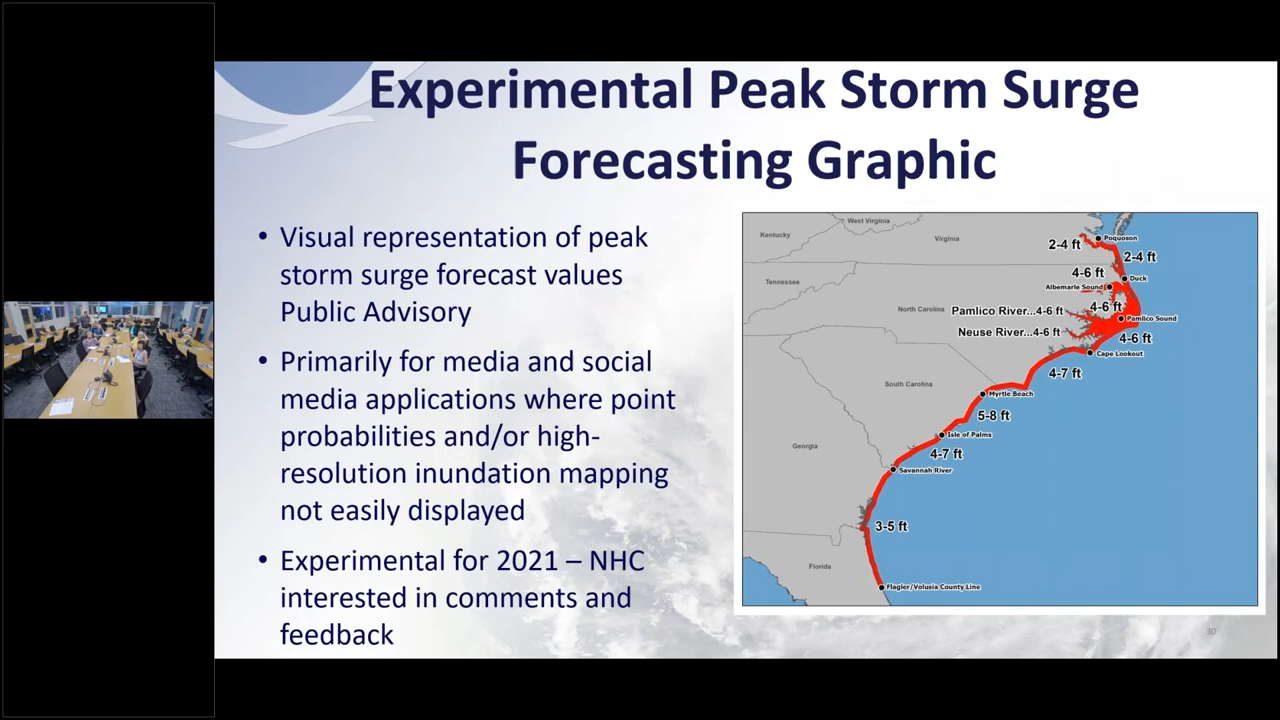 Experimental Peak Storm Surge
Forecasting Graphic
• Visual representation of peak
storm surge forecast values
Public Advisory
• Primarily for media and social
media applications where point
probabilities and/or high-
resolution inundation mapping
not easily displayed
• Experimental for 2021 – NHC
interested in comments and
feedback
West Virginia
Kentucky
Virginia
Poquoson
2-4 ft
2-4 ft
Tennessee
4-6 ft
Duck
Albemarle Sound
North Carolina
Pamlico River...4-6 ft
4-6 ft
Pamlico Sound
Neuse River...4-6 ft
4-6 ft
Cape Lookout
4-7 ft
South Carolina
Myrtle Beach
5-8 ft
Isle of Palms
Georgia
4-7 ft
Savannah River
3-5 ft
Florida
Flagler/Volusia County Line
30